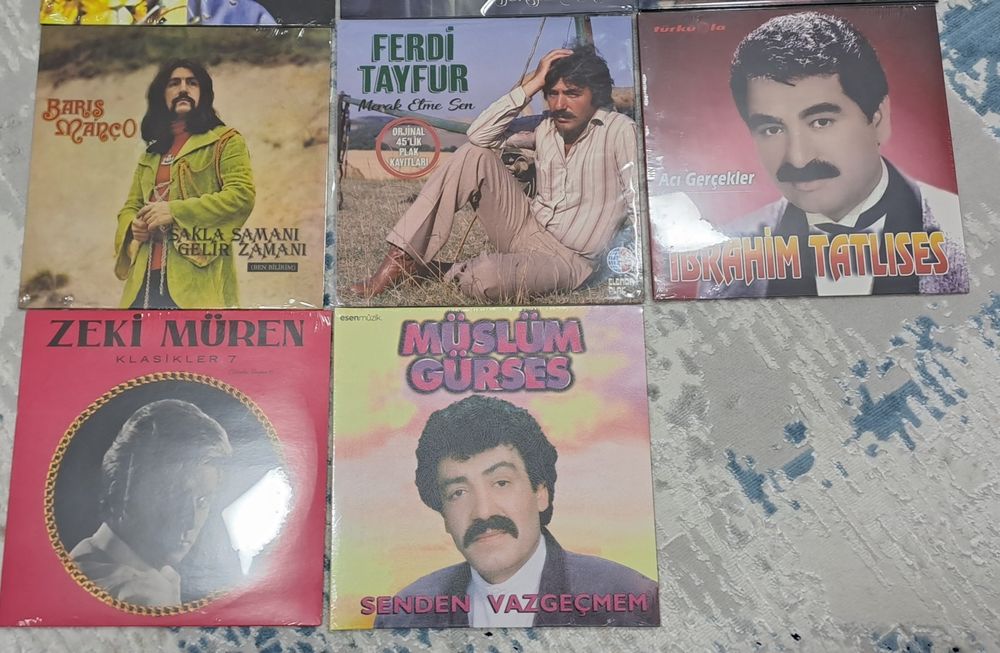 BARIŞ
MANÇO
SAKLA SAMANI
GELİR ZAMANI
(BEN BİLİRİM)
FERDİ
TAYFUR
Merak Etme Sen
ORJİNAL
45'LİK
PLAK
KAYITLARI
türküola
Acı Gerçekler
İBRAHİM TATLISES
ZEKİ MÜREN
KLASİKLER 7
esenmüzik
MÜSLÜM
GÜRSES
SENDEN VAZGEÇMEM